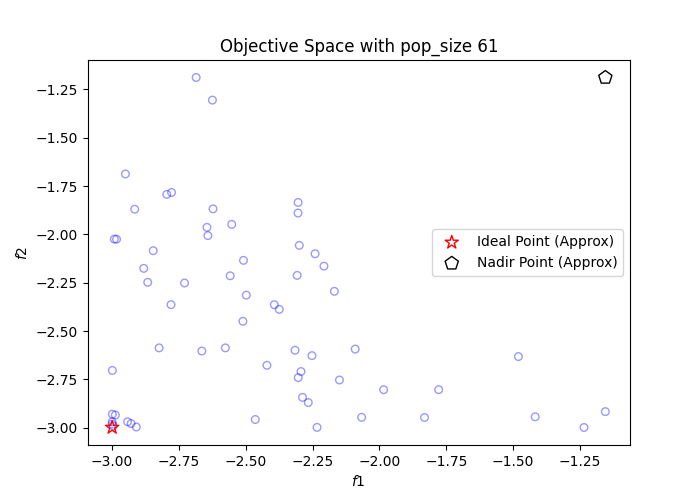 Objective Space with pop_size 61
f2
−1.25
−1.50
−1.75
−2.00
−2.25
−2.50
−2.75
−3.00
Ideal Point (Approx)
Nadir Point (Approx)
−3.00 −2.75 −2.50 −2.25 −2.00 −1.75 −1.50 −1.25
f1